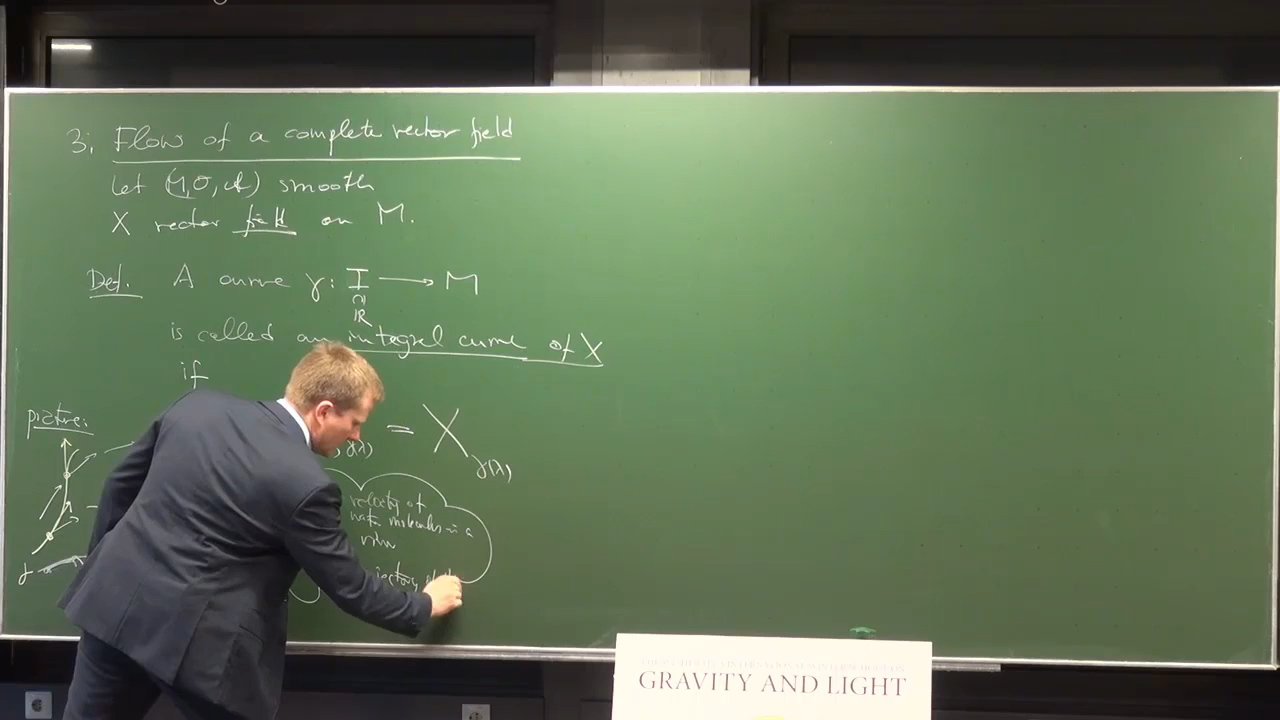 3. Flow of a complete vector field
Let (M,O,A) smooth
X vector field on M.
Def. A curve γ: I ⟶ M
ℝ
is called an integral curve of X
if
γ(λ) = X γ(λ)
picture:
γ
velocity of
water molecules in a
river
GRAVITY AND LIGHT